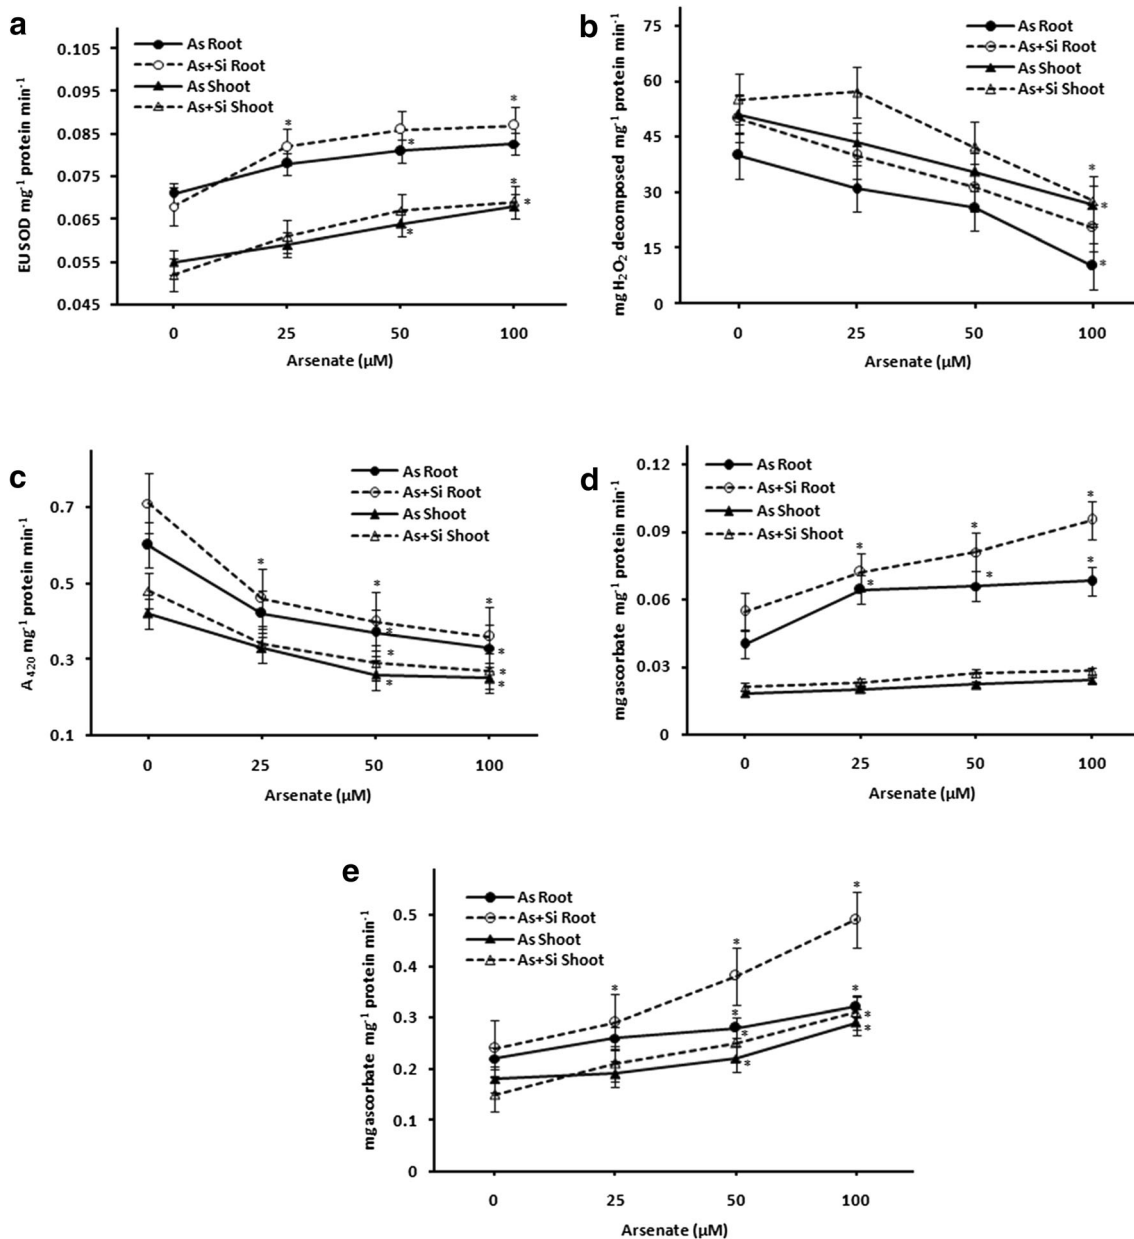 a
EU SOD mg-1 protein min-1
0.105
0.095
0.085
0.075
0.065
0.055
0.045
As Root
As+Si Root
As Shoot
As+Si Shoot
*
*
*
*
*
*
0 25 50 100
Arsenate (µM)
b
mg H2O2 decomposed mg-1 protein min-1
75
60
45
30
15
0
As Root
As+Si Root
As Shoot
As+Si Shoot
*
*
*
0 25 50 100
Arsenate (µM)
c
A420 mg-1 protein min-1
0.7
0.5
0.3
0.1
As Root
As+Si Root
As Shoot
As+Si Shoot
*
*
*
*
*
*
*
*
*
0 25 50 100
Arsenate (µM)
d
mgascorbate mg-1 protein min-1
0.12
0.09
0.06
0.03
0
As Root
As+Si Root
As Shoot
As+Si Shoot
*
*
*
*
*
*
0 25 50 100
Arsenate (µM)
e
mgascorbate mg-1 protein min-1
0.5
0.4
0.3
0.2
0.1
0
As Root
As+Si Root
As Shoot
As+Si Shoot
*
*
*
*
*
*
*
*
*
0 25 50 100
Arsenate (µM)